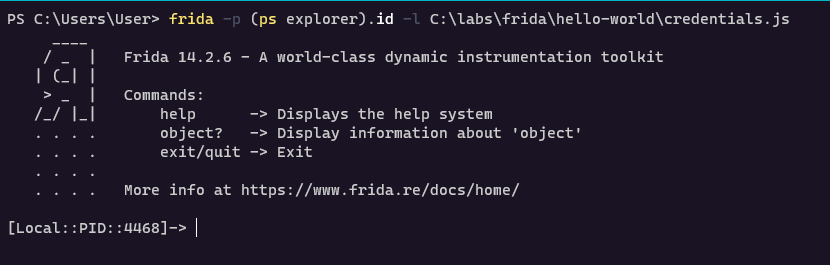 PS C:\Users\User> frida -p (ps explorer).id -l C:\labs\frida\hello-world\credentials.js
     ____
    / _  |   Frida 14.2.6 - A world-class dynamic instrumentation toolkit
   | (_| |
    > _  |   Commands:
   /_/ |_|       help      -> Displays the help system
   . . . .       object?   -> Display information about 'object'
   . . . .       exit/quit -> Exit
   . . . .
   . . . .   More info at https://www.frida.re/docs/home/
[Local::PID::4468]->